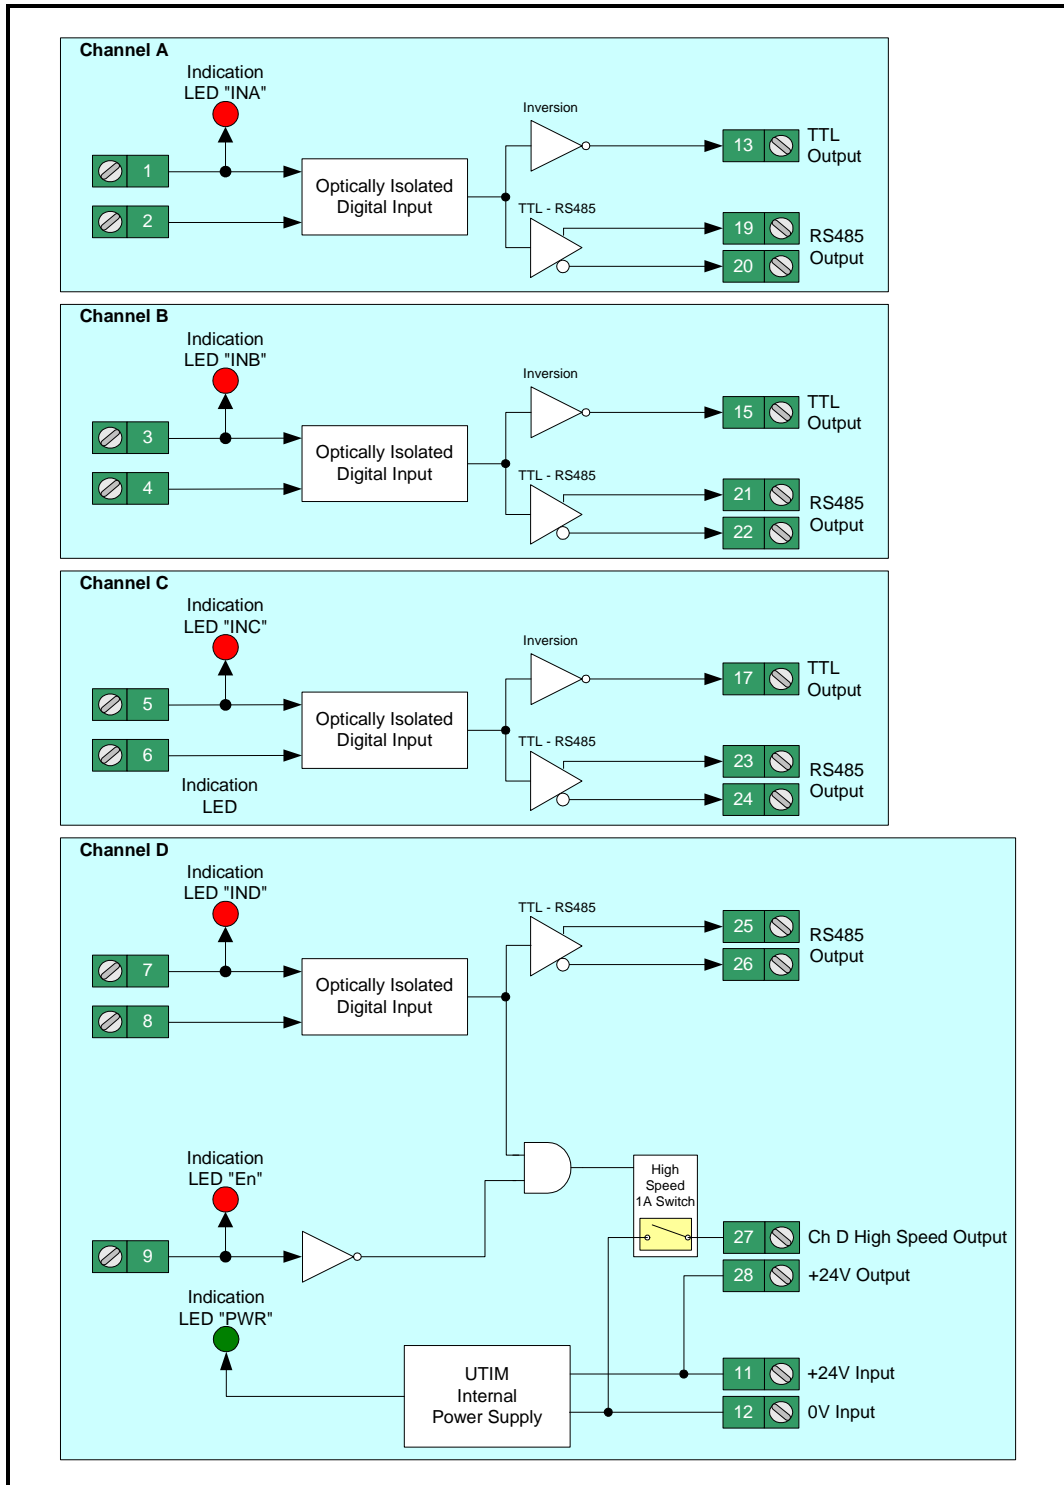 Channel A
Indication
LED "INA"
Inversion
1
13
TTL
Output
Optically Isolated
Digital Input
2
TTL - RS485
19
RS485
Output
20
Channel B
Indication
LED "INB"
Inversion
3
15
TTL
Output
Optically Isolated
Digital Input
4
TTL - RS485
21
RS485
Output
22
Channel C
Indication
LED "INC"
Inversion
5
17
TTL
Output
Optically Isolated
Digital Input
6
TTL - RS485
23
RS485
Output
24
Indication
LED
Channel D
Indication
LED "IND"
TTL - RS485
25
RS485
Output
26
7
Optically Isolated
Digital Input
8
Indication
LED "En"
High
Speed
1A Switch
9
27
Ch D High Speed Output
28
+24V Output
Indication
LED "PWR"
UTIM
Internal
Power Supply
11
+24V Input
12
0V Input